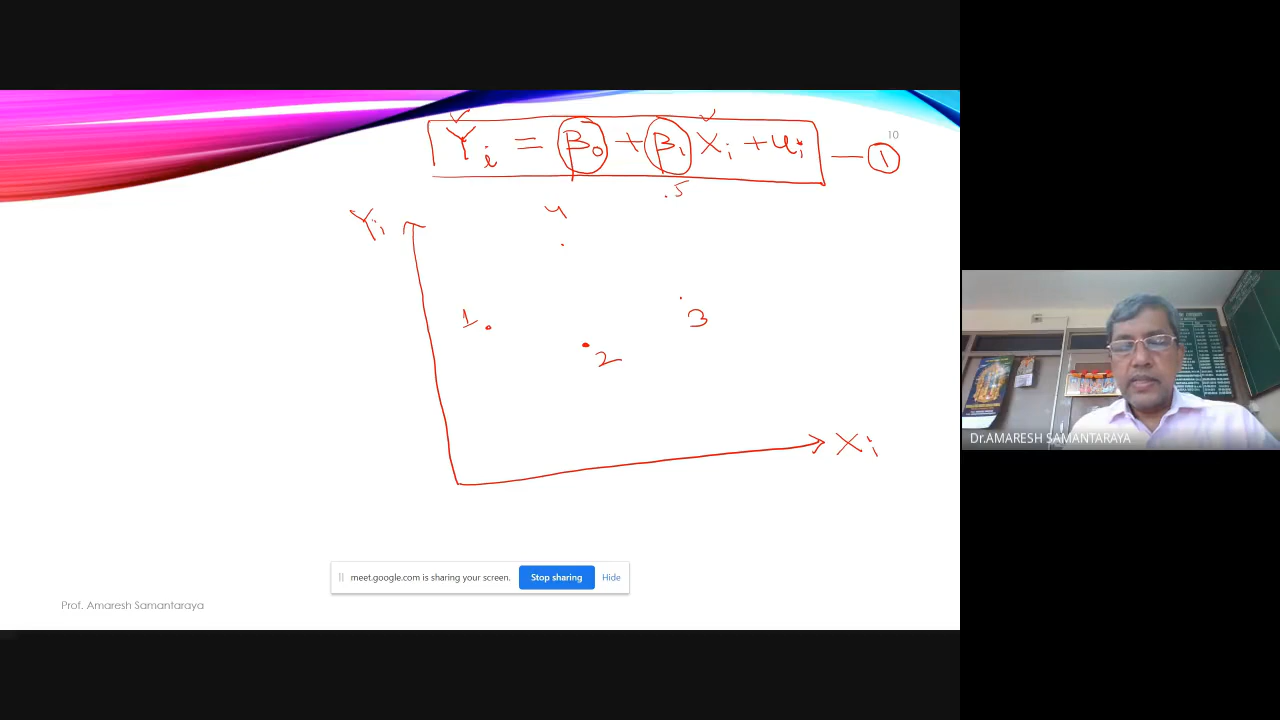 10
Yi = β0 + β1 Xi + ui — 1
.5
4
Yi
1
3
2
Xi
Dr.AMARESH SAMANTARAYA
meet.google.com is sharing your screen. Stop sharing Hide
Prof. Amaresh Samantaraya